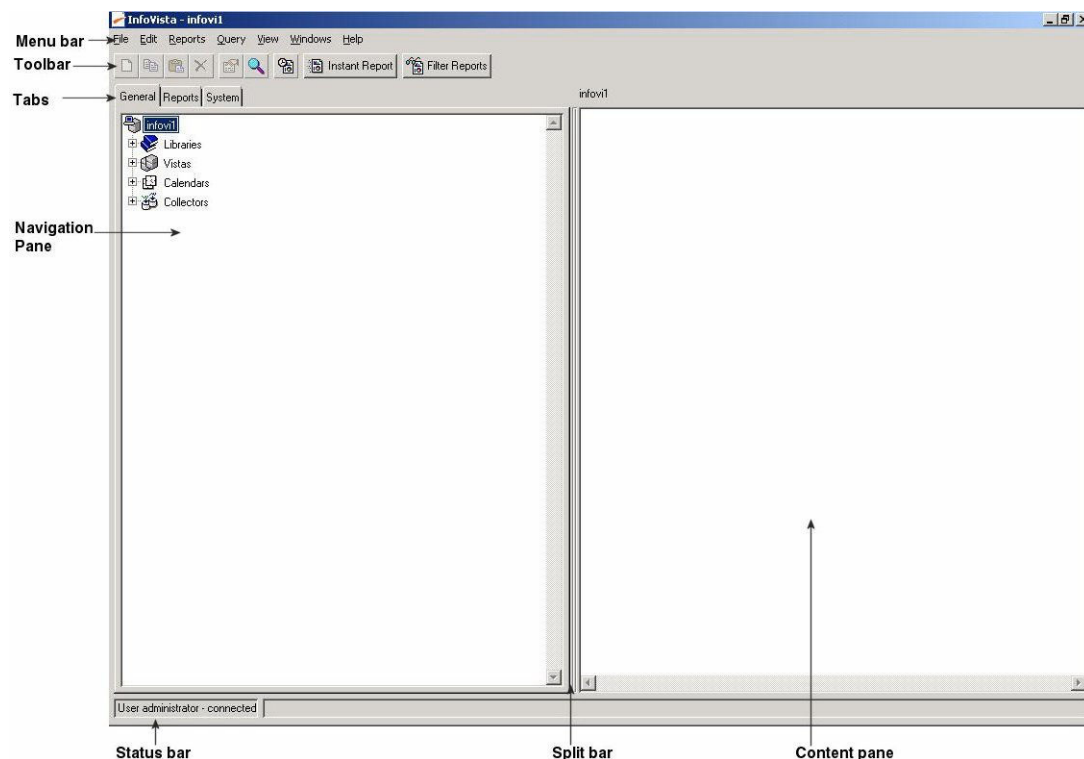 InfoVista - infovi1
Menu bar
File Edit Reports Query View Windows Help
Toolbar
Instant Report Filter Reports
Tabs
General Reports System
infovi1
infovi1
Libraries
Vistas
Calendars
Collectors
Navigation
Pane
User administrator - connected
Status bar
Split bar
Content pane